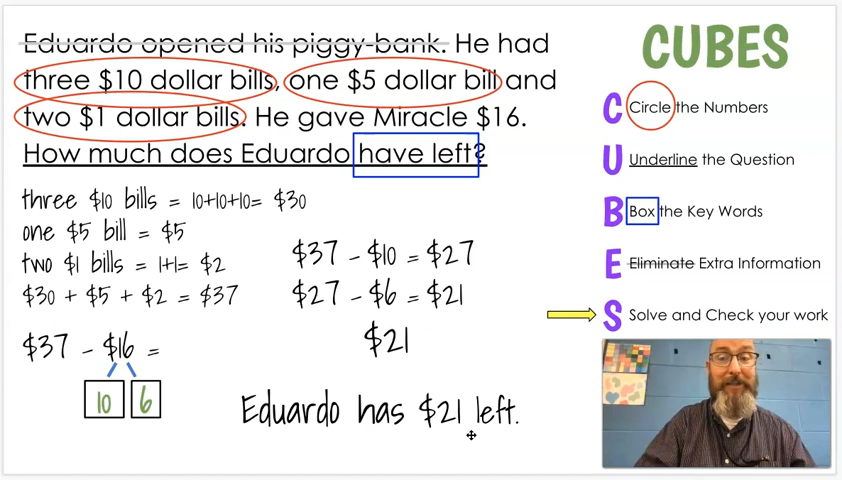 Eduardo opened his piggy-bank. He had
three $10 dollar bills, one $5 dollar bill and
two $1 dollar bills. He gave Miracle $16.
How much does Eduardo have left?
three $10 bills = 10+10+10= $30
one $5 bill = $5
two $1 bills = 1+1= $2
$30 + $5 + $2 = $37
$37 - $16 =
10 6
$37 - $10 = $27
$27 - $6 = $21
$21
Eduardo has $21 left.
CUBES
C Circle the Numbers
U Underline the Question
B Box the Key Words
E Eliminate Extra Information
S Solve and Check your work